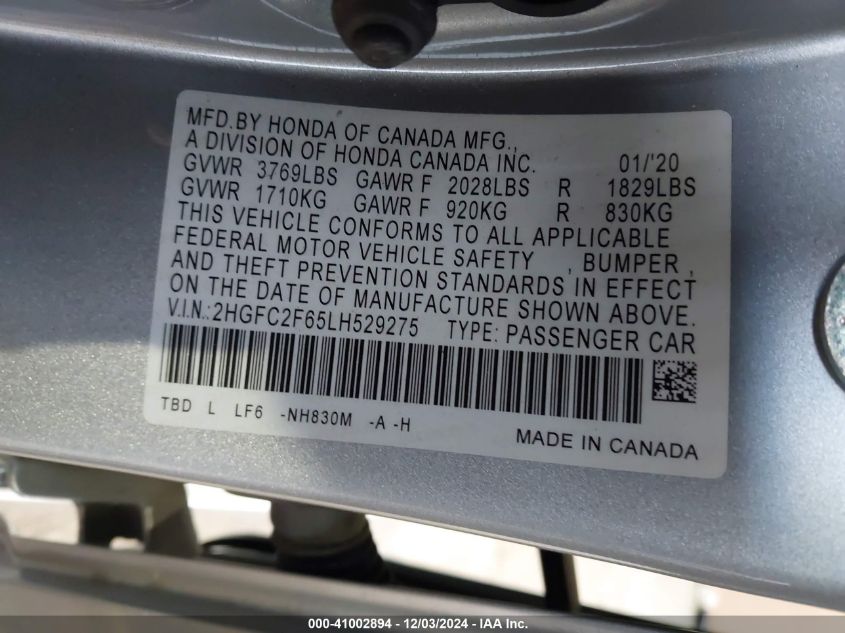 MFD.BY HONDA OF CANADA MFG.,
A DIVISION OF HONDA CANADA INC. 01/'20
GVWR 3769LBS GAWR F 2028LBS R 1829LBS
GVWR 1710KG GAWR F 920KG R 830KG
THIS VEHICLE CONFORMS TO ALL APPLICABLE
FEDERAL MOTOR VEHICLE SAFETY , BUMPER ,
AND THEFT PREVENTION STANDARDS IN EFFECT
ON THE DATE OF MANUFACTURE SHOWN ABOVE.
V.I.N.: 2HGFC2F65LH529275 TYPE: PASSENGER CAR
TBD L LF6 -NH830M -A -H
MADE IN CANADA
000-41002894 - 12/03/2024 - IAA Inc.